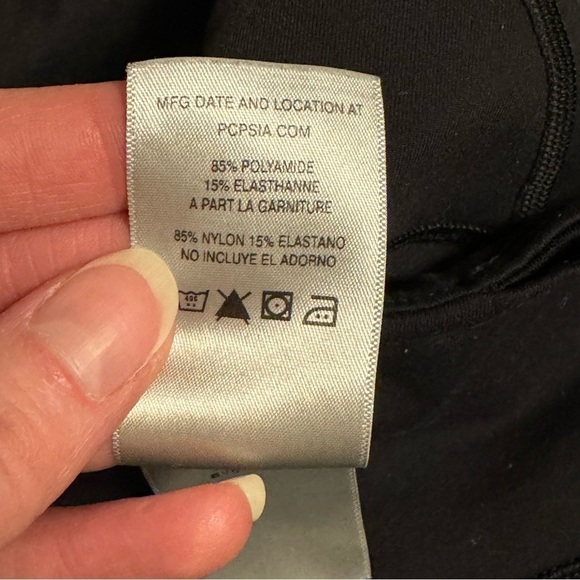 MFG DATE AND LOCATION AT
PCPSIA.COM
85% POLYAMIDE
15% ELASTHANNE
A PART LA GARNITURE
85% NYLON 15% ELASTANO
NO INCLUYE EL ADORNO